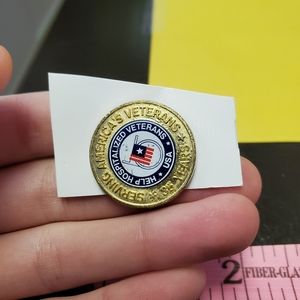 SERVING AMERICA'S VETERANS
HELP HOSPITALIZED VETERANS
USA
2
FIBER-GLA